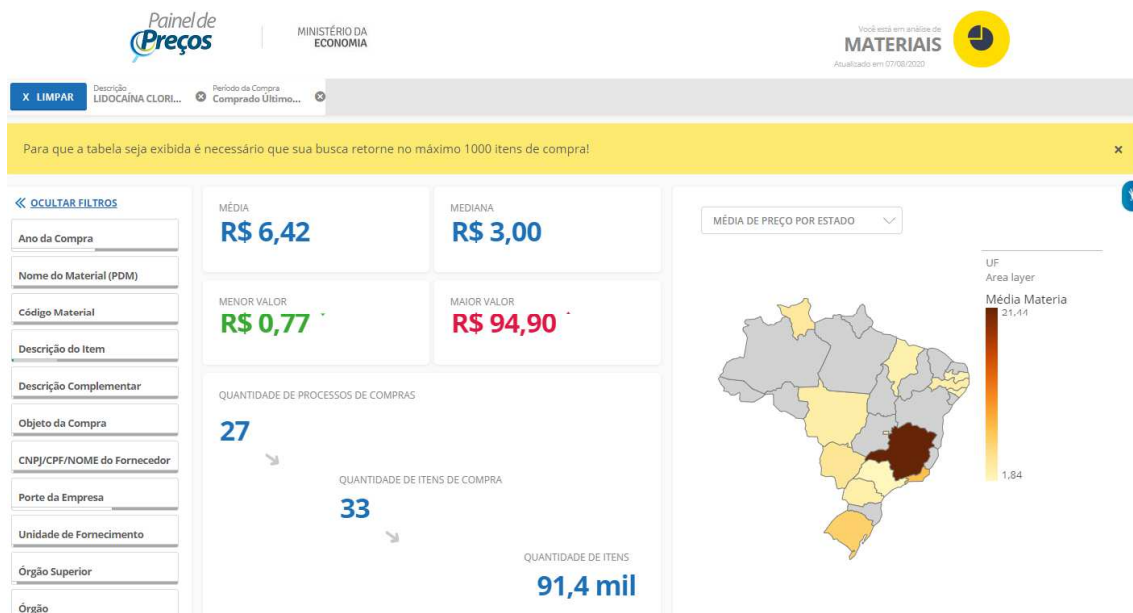 Painel de
Preços
MINISTÉRIO DA
ECONOMIA
Você está em análise de
MATERIAIS
Atualizado em 07/08/2020
X LIMPAR
Descrição
LIDOCAÍNA CLORI...
Período da Compra
Comprado Último...
Para que a tabela seja exibida é necessário que sua busca retorne no máximo 1000 itens de compra!
OCULTAR FILTROS
Ano da Compra
Nome do Material (PDM)
Código Material
Descrição do Item
Descrição Complementar
Objeto da Compra
CNPJ/CPF/NOME do Fornecedor
Porte da Empresa
Unidade de Fornecimento
Órgão Superior
Órgão
MÉDIA
R$ 6,42
MEDIANA
R$ 3,00
MENOR VALOR
R$ 0,77
MAIOR VALOR
R$ 94,90
QUANTIDADE DE PROCESSOS DE COMPRAS
27
QUANTIDADE DE ITENS DE COMPRA
33
QUANTIDADE DE ITENS
91,4 mil
MÉDIA DE PREÇO POR ESTADO
UF
Area layer
Média Materia
21,44
1,84